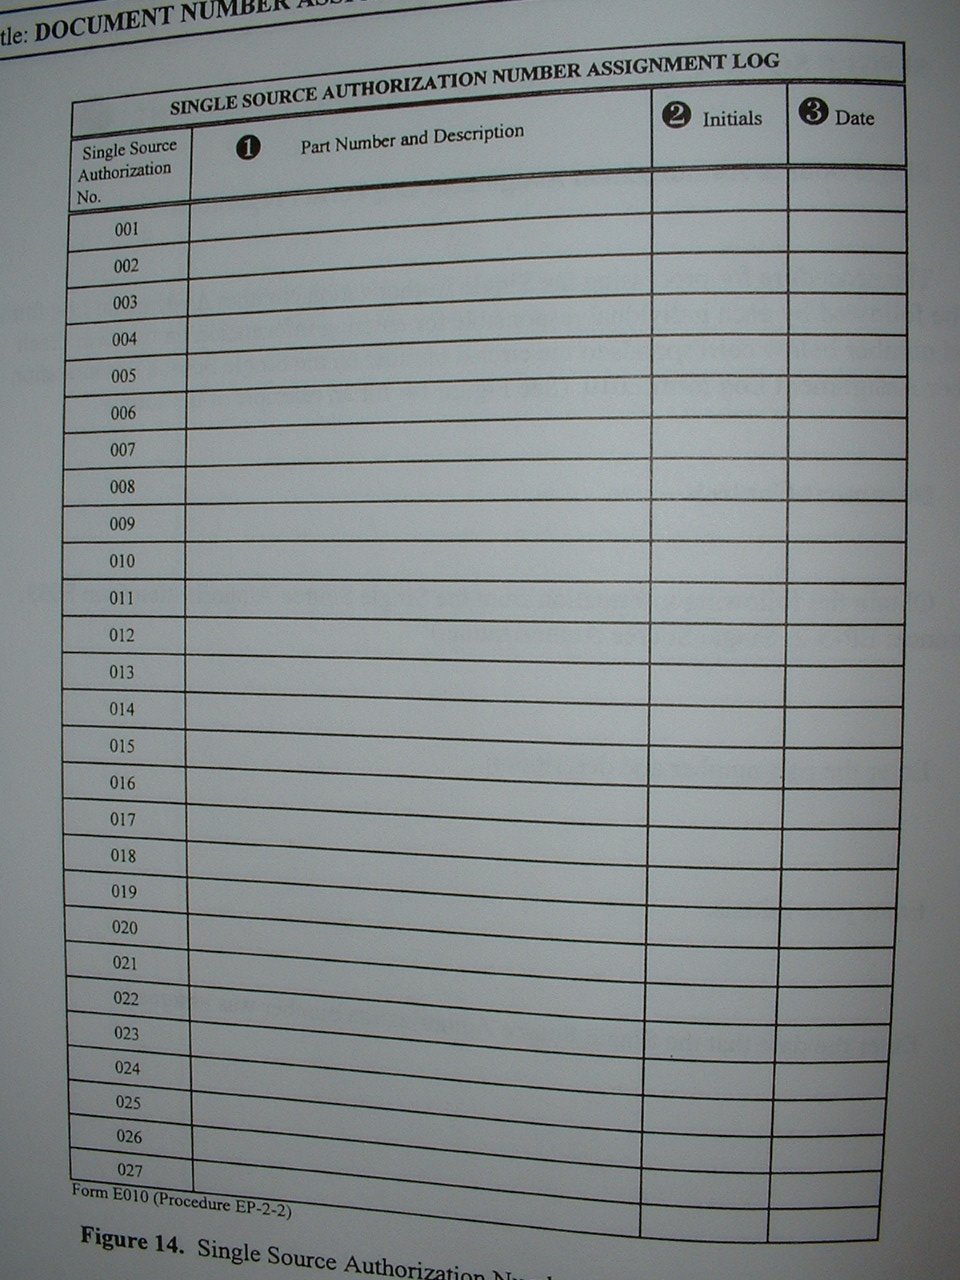 tle: DOCUMENT NUMBER
SINGLE SOURCE AUTHORIZATION NUMBER ASSIGNMENT LOG
Single Source
Authorization
No.
❶ Part Number and Description
❷ Initials
❸ Date
001
002
003
004
005
006
007
008
009
010
011
012
013
014
015
016
017
018
019
020
021
022
023
024
025
026
027
Form E010 (Procedure EP-2-2)
Figure 14. Single Source Authorization